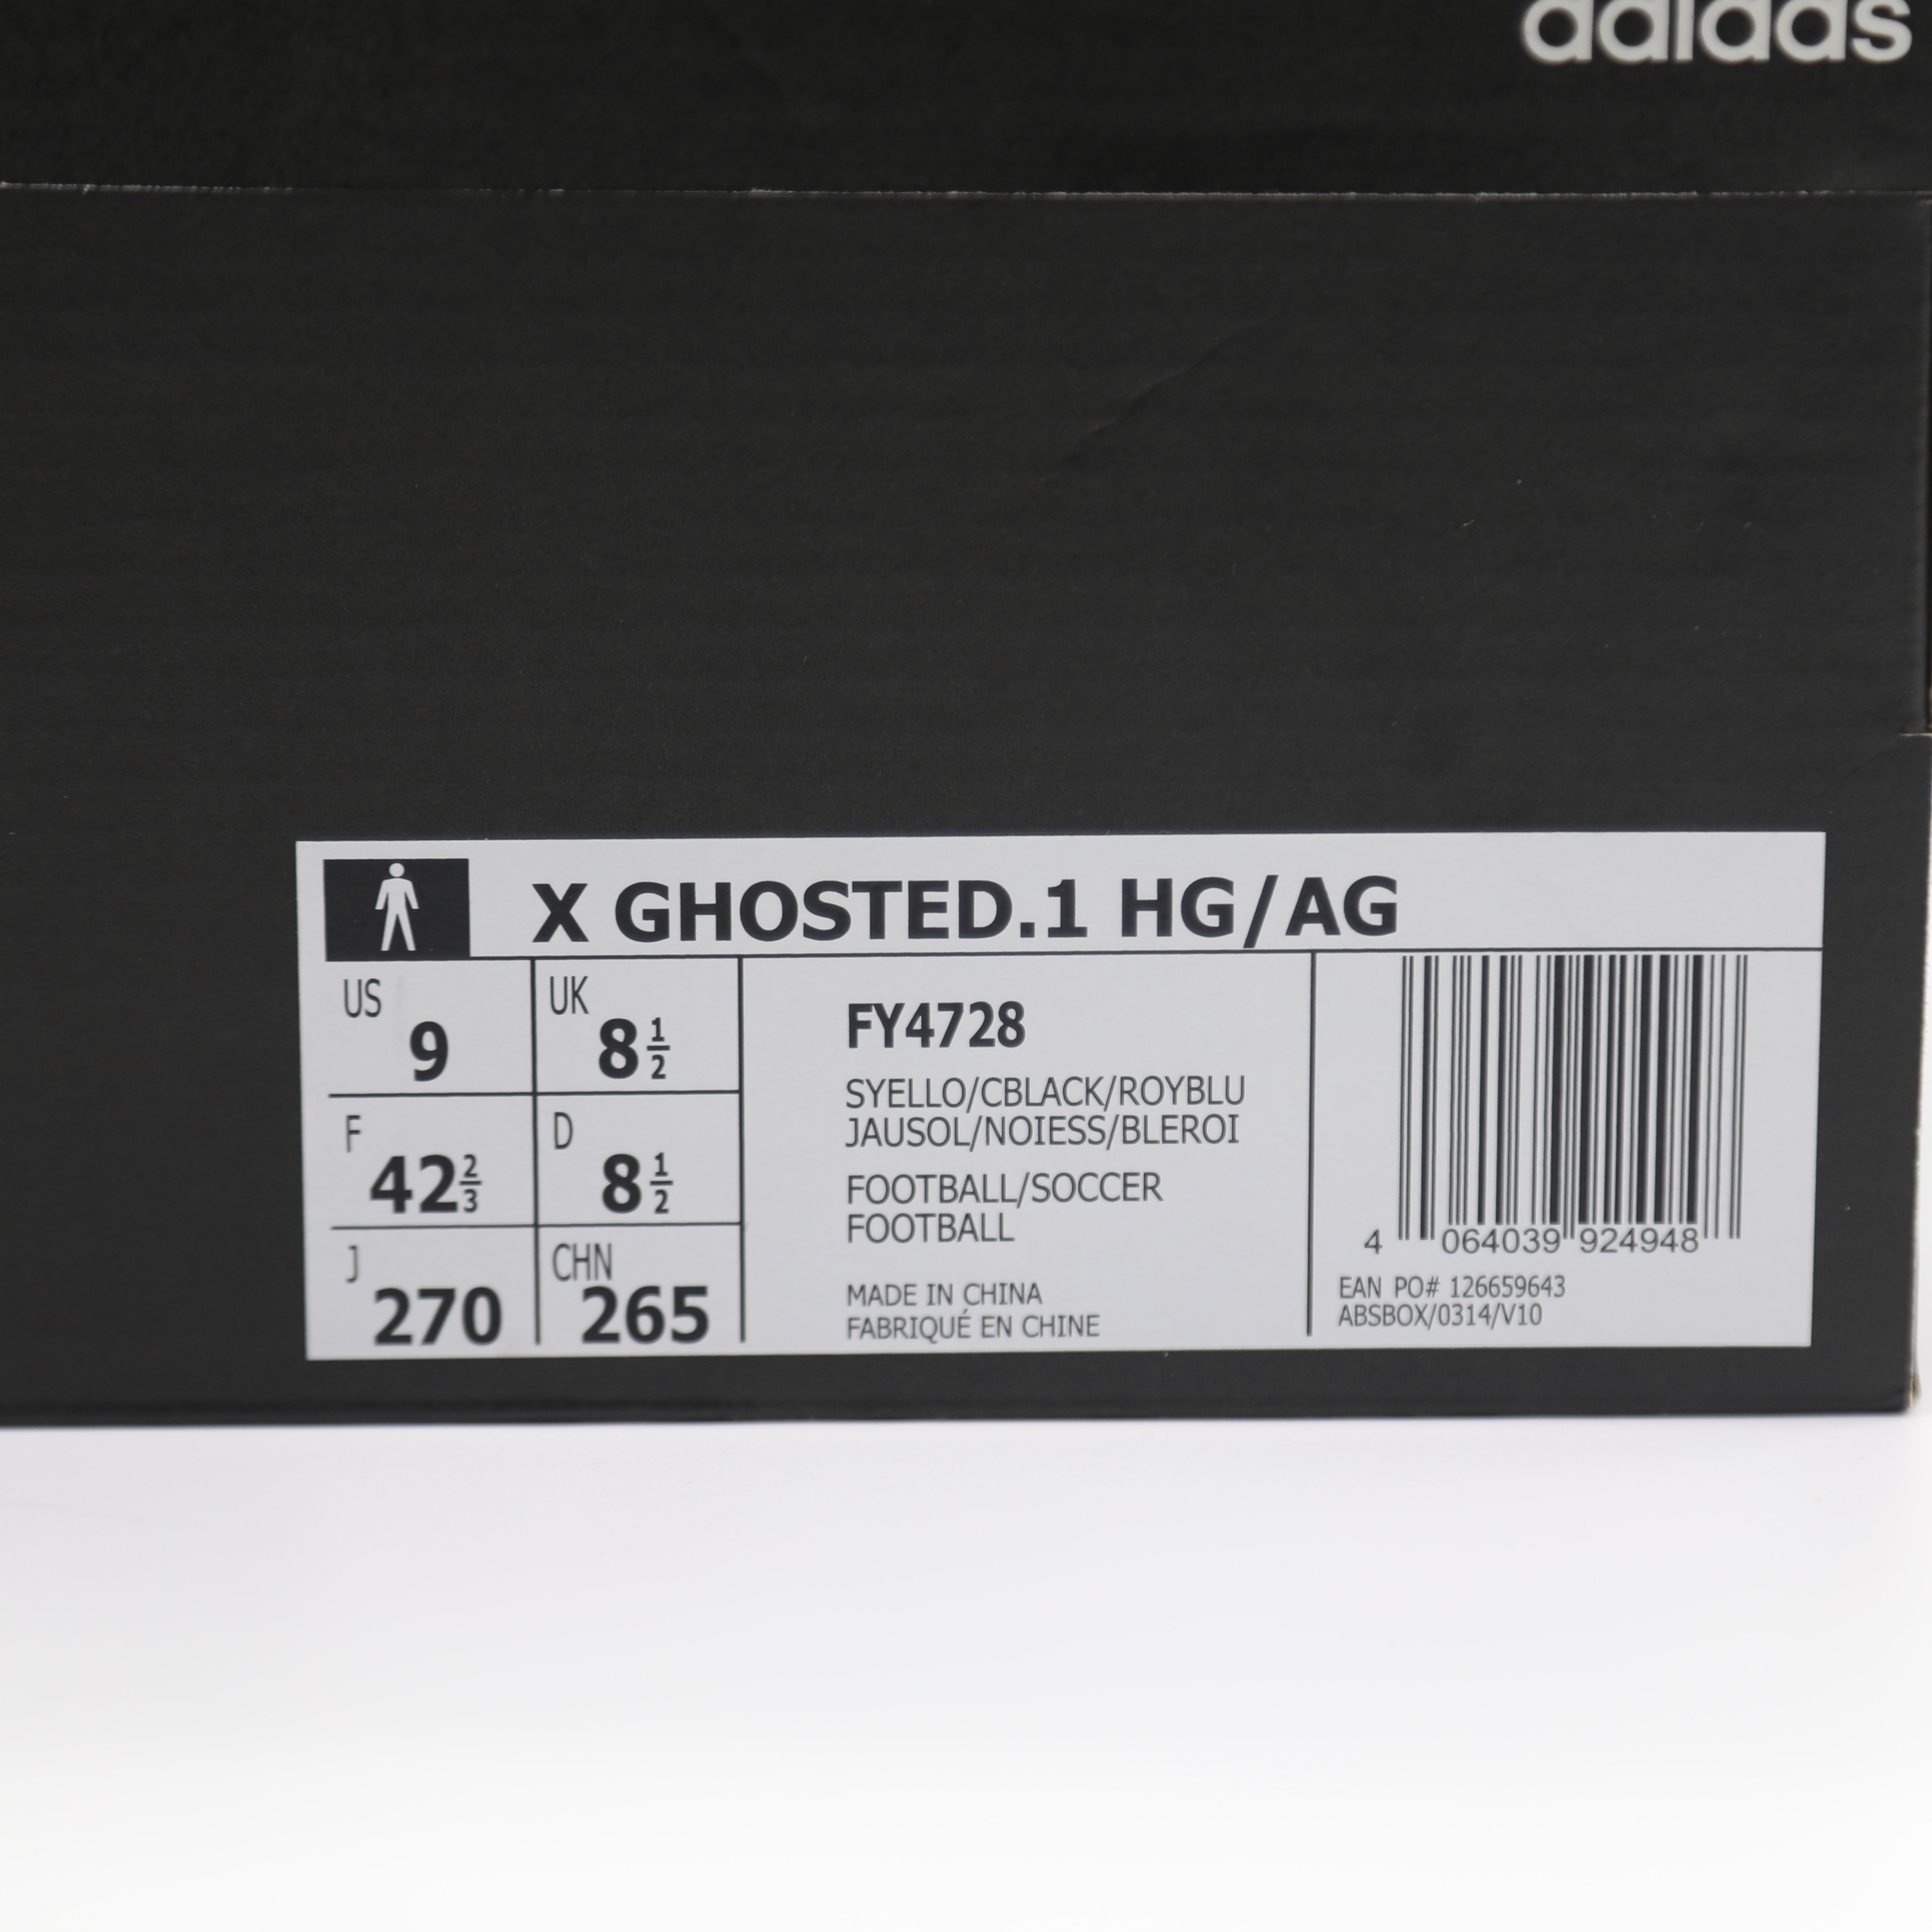 adidas
X GHOSTED.1 HG/AG
US 9
UK 8 1/2
F 42 2/3
D 8 1/2
J 270
CHN 265
FY4728
SYELLO/CBLACK/ROYBLU
JAUSOL/NOIESS/BLEROI
FOOTBALL/SOCCER
FOOTBALL
MADE IN CHINA
FABRIQUÉ EN CHINE
4 064039 924948
EAN PO# 126659643
ABSBOX/0314/V10